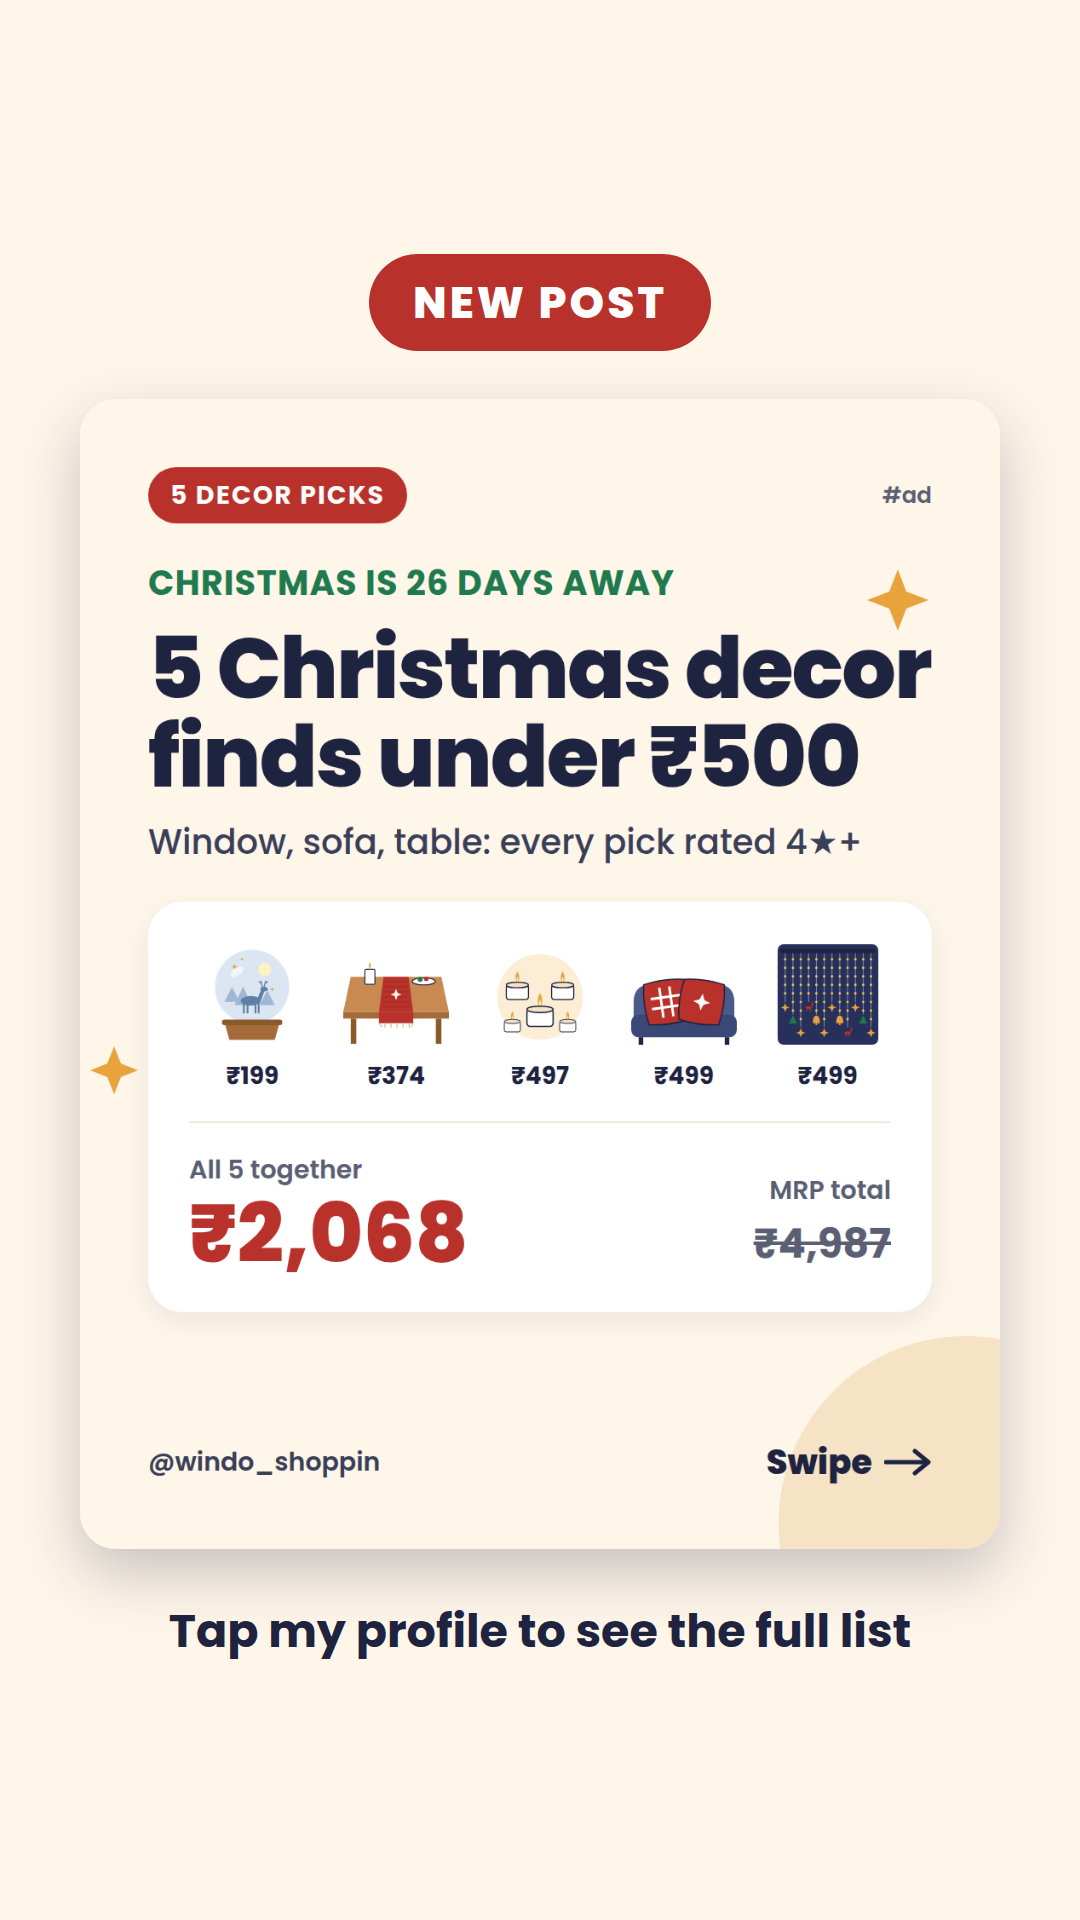 NEW POST
5 DECOR PICKS
#ad
CHRISTMAS IS 26 DAYS AWAY
5 Christmas decor
finds under ₹500
Window, sofa, table: every pick rated 4★+
₹199 ₹374 ₹497 ₹499 ₹499
All 5 together
MRP total
₹2,068
₹4,987
@windo_shoppin
Swipe →
Tap my profile to see the full list